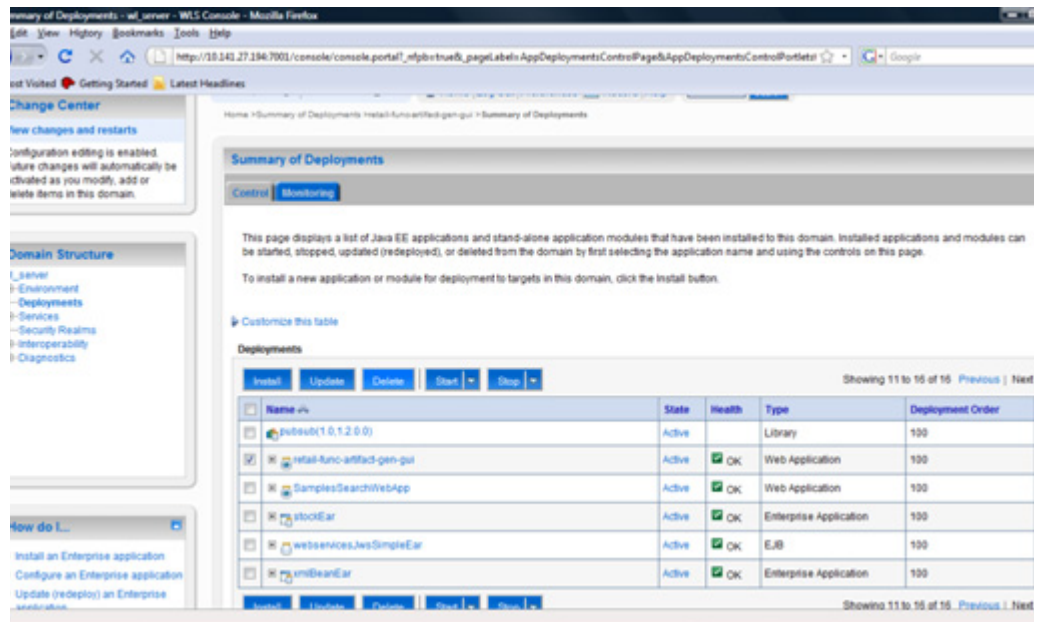 mmary of Deployments - wl_server - WLS Console - Mozilla Firefox
Edit View History Bookmarks Tools Help
http://10.141.27.194:7001/console/console.portal?_nfpb=true&_pageLabel=AppDeploymentsControlPage&AppDeploymentsControlPortlet
Google
ost Visited Getting Started Latest Headlines
Change Center
View changes and restarts
Configuration editing is enabled.
Future changes will automatically be
activated as you modify, add or
delete items in this domain.
Domain Structure
l_server
Environment
Deployments
Services
Security Realms
Interoperability
Diagnostics
How do I...
Install an Enterprise application
Configure an Enterprise application
Update (redeploy) an Enterprise
application
Home >Summary of Deployments >retail-func-artifact-gen-gui >Summary of Deployments
Summary of Deployments
Control Monitoring
This page displays a list of Java EE applications and stand-alone application modules that have been installed to this domain. Installed applications and modules can
be started, stopped, updated (redeployed), or deleted from the domain by first selecting the application name and using the controls on this page.
To install a new application or module for deployment to targets in this domain, click the Install button.
Customize this table
Deployments
Install Update Delete Start Stop Showing 11 to 16 of 16 Previous | Next
Name State Health Type Deployment Order
pubsub(1.0,1.2.0.0) Active Library 100
retail-func-artifact-gen-gui Active OK Web Application 100
SamplesSearchWebApp Active OK Web Application 100
stockEar Active OK Enterprise Application 100
webservicesJwsSimpleEar Active OK EJB 100
xmlBeanEar Active OK Enterprise Application 100
Install Update Delete Start Stop Showing 11 to 16 of 16 Previous | Next